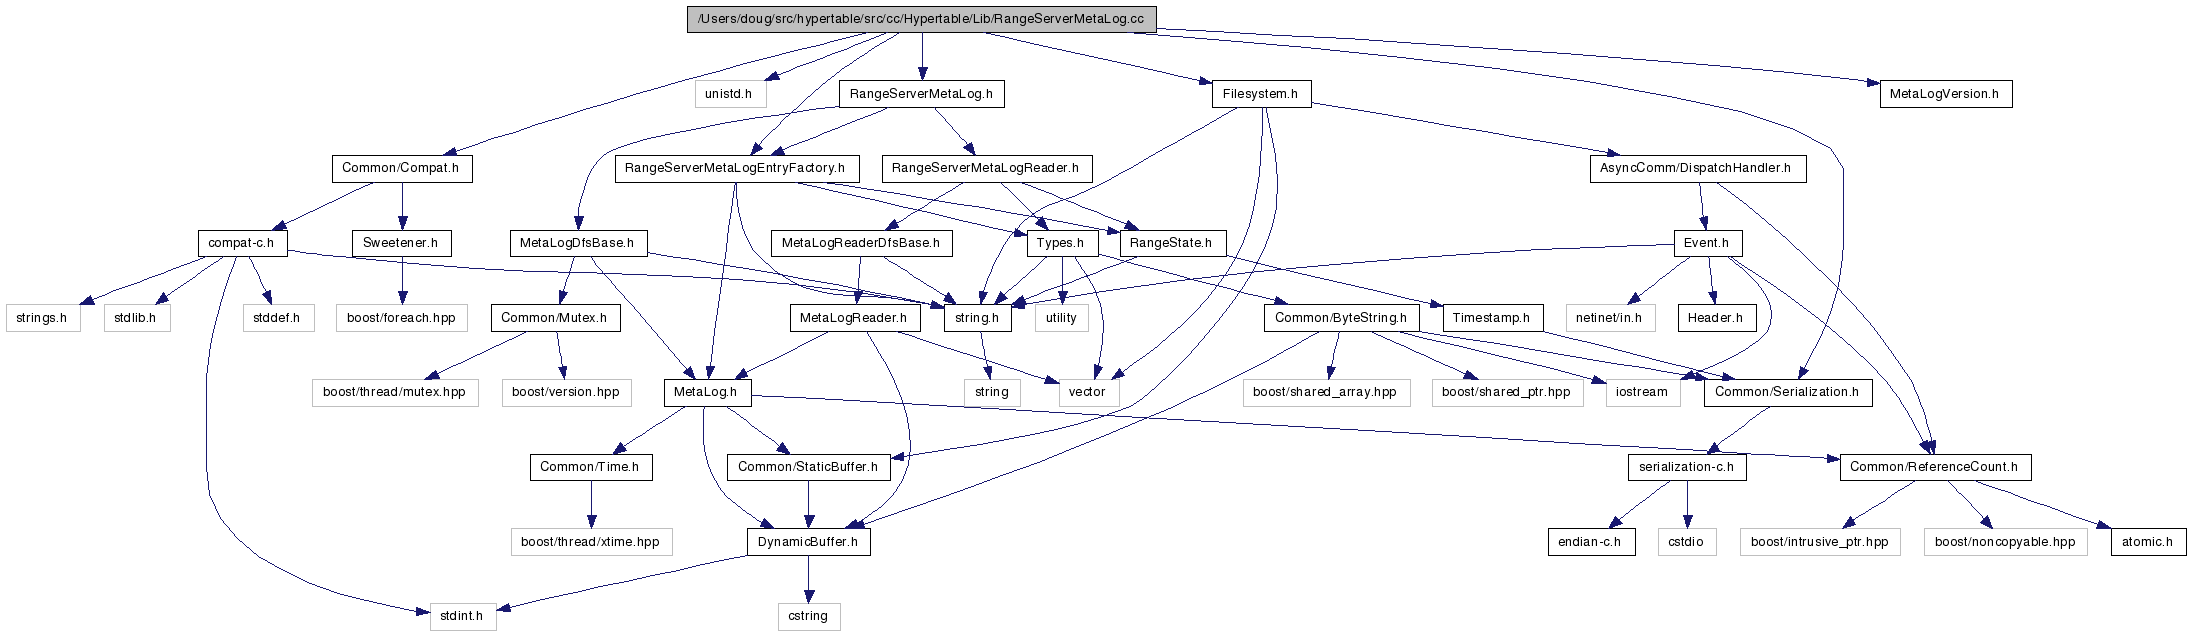 /Users/doug/src/hypertable/src/cc/Hypertable/Lib/RangeServerMetaLog.cc
unistd.h
RangeServerMetaLog.h
Filesystem.h
MetaLogVersion.h
Common/Compat.h
RangeServerMetaLogEntryFactory.h
RangeServerMetaLogReader.h
AsyncComm/DispatchHandler.h
compat-c.h
Sweetener.h
MetaLogDfsBase.h
MetaLogReaderDfsBase.h
Types.h
RangeState.h
Event.h
strings.h
stdlib.h
stddef.h
boost/foreach.hpp
Common/Mutex.h
MetaLogReader.h
string.h
utility
Common/ByteString.h
Timestamp.h
netinet/in.h
Header.h
boost/thread/mutex.hpp
boost/version.hpp
MetaLog.h
string
vector
boost/shared_array.hpp
boost/shared_ptr.hpp
iostream
Common/Serialization.h
Common/Time.h
Common/StaticBuffer.h
serialization-c.h
Common/ReferenceCount.h
boost/thread/xtime.hpp
DynamicBuffer.h
endian-c.h
cstdio
boost/intrusive_ptr.hpp
boost/noncopyable.hpp
atomic.h
stdint.h
cstring